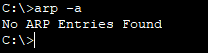 C:\>arp -a
No ARP Entries Found
C:\>